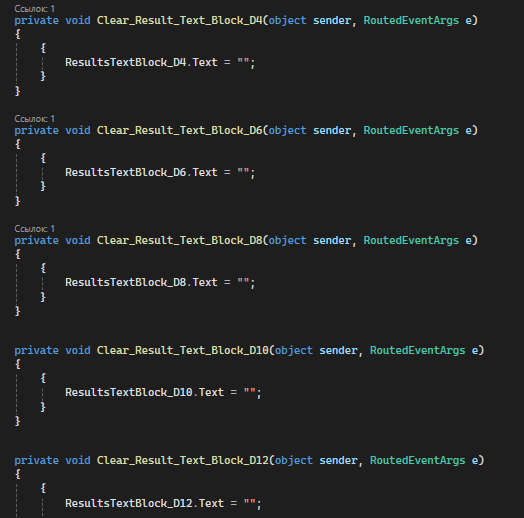 Ссылок: 1
private void Clear_Result_Text_Block_D4(object sender, RoutedEventArgs e)
{
{
ResultsTextBlock_D4.Text = "";
}
}
Ссылок: 1
private void Clear_Result_Text_Block_D6(object sender, RoutedEventArgs e)
{
{
ResultsTextBlock_D6.Text = "";
}
}
Ссылок: 1
private void Clear_Result_Text_Block_D8(object sender, RoutedEventArgs e)
{
{
ResultsTextBlock_D8.Text = "";
}
}
private void Clear_Result_Text_Block_D10(object sender, RoutedEventArgs e)
{
{
ResultsTextBlock_D10.Text = "";
}
}
private void Clear_Result_Text_Block_D12(object sender, RoutedEventArgs e)
{
{
ResultsTextBlock_D12.Text = "";